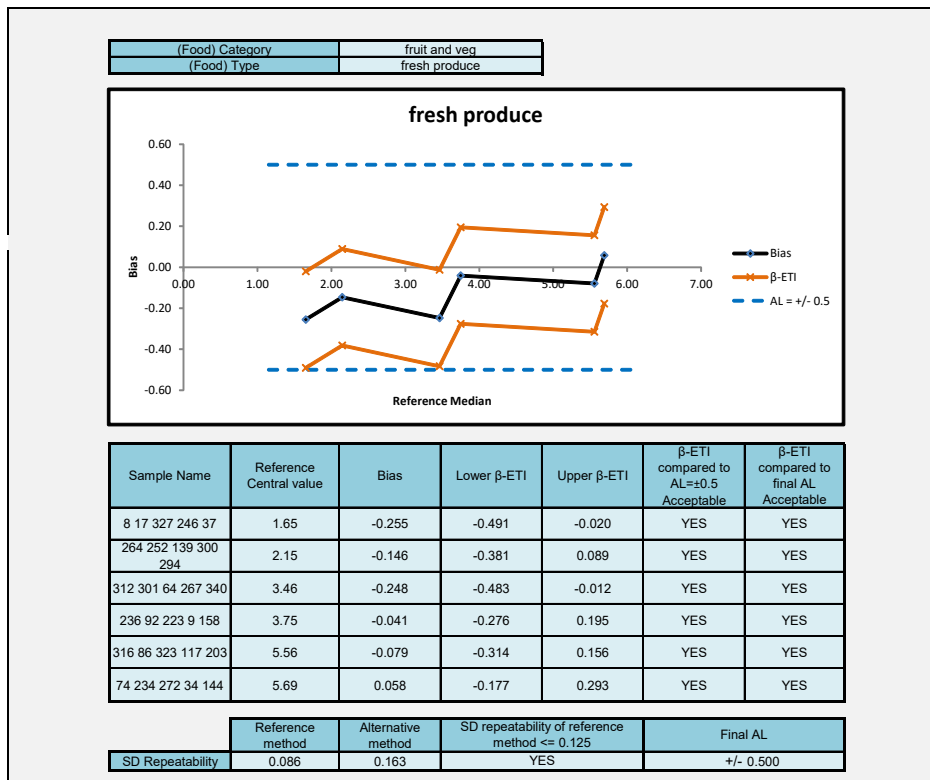 (Food) Category fruit and veg
(Food) Type fresh produce
fresh produce
0.60
0.40
0.20
0.00
-0.20
-0.40
-0.60
0.00 1.00 2.00 3.00 4.00 5.00 6.00 7.00
Bias
Reference Median
Bias
β-ETI
AL = +/- 0.5
Sample Name
Reference
Central value
Bias
Lower β-ETI
Upper β-ETI
β-ETI
compared to
AL=±0.5
Acceptable
β-ETI
compared to
final AL
Acceptable
8 17 327 246 37 1.65 -0.255 -0.491 -0.020 YES YES
264 252 139 300
294
2.15 -0.146 -0.381 0.089 YES YES
312 301 64 267 340 3.46 -0.248 -0.483 -0.012 YES YES
236 92 223 9 158 3.75 -0.041 -0.276 0.195 YES YES
316 86 323 117 203 5.56 -0.079 -0.314 0.156 YES YES
74 234 272 34 144 5.69 0.058 -0.177 0.293 YES YES
Reference
method
Alternative
method
SD repeatability of reference
method <= 0.125
Final AL
SD Repeatability 0.086 0.163 YES +/- 0.500